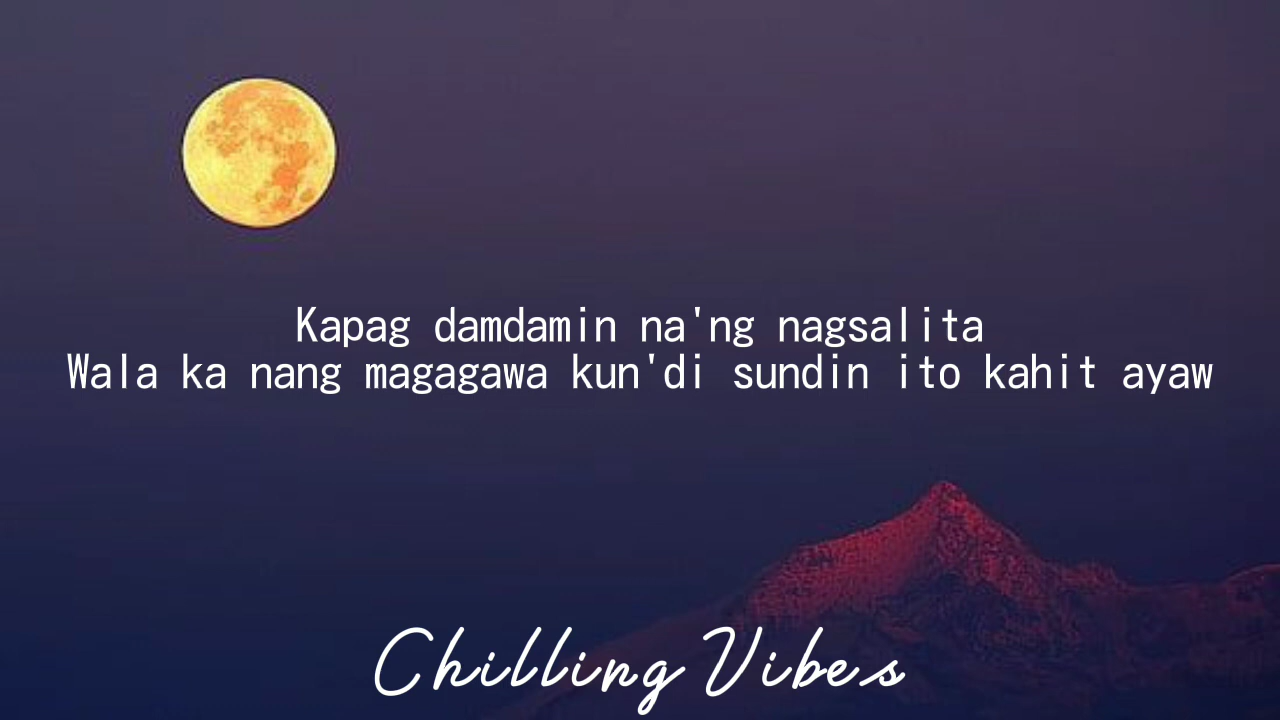 Kapag damdamin na'ng nagsalita
Wala ka nang magagawa kun'di sundin ito kahit ayaw
Chilling Vibes